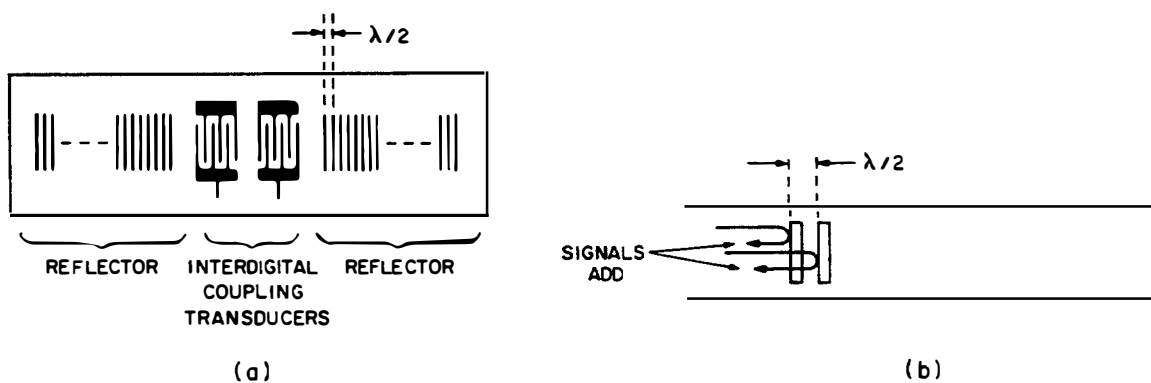 λ/2
REFLECTOR
INTERDIGITAL
COUPLING
TRANSDUCERS
REFLECTOR
(a)
λ/2
SIGNALS
ADD
(b)